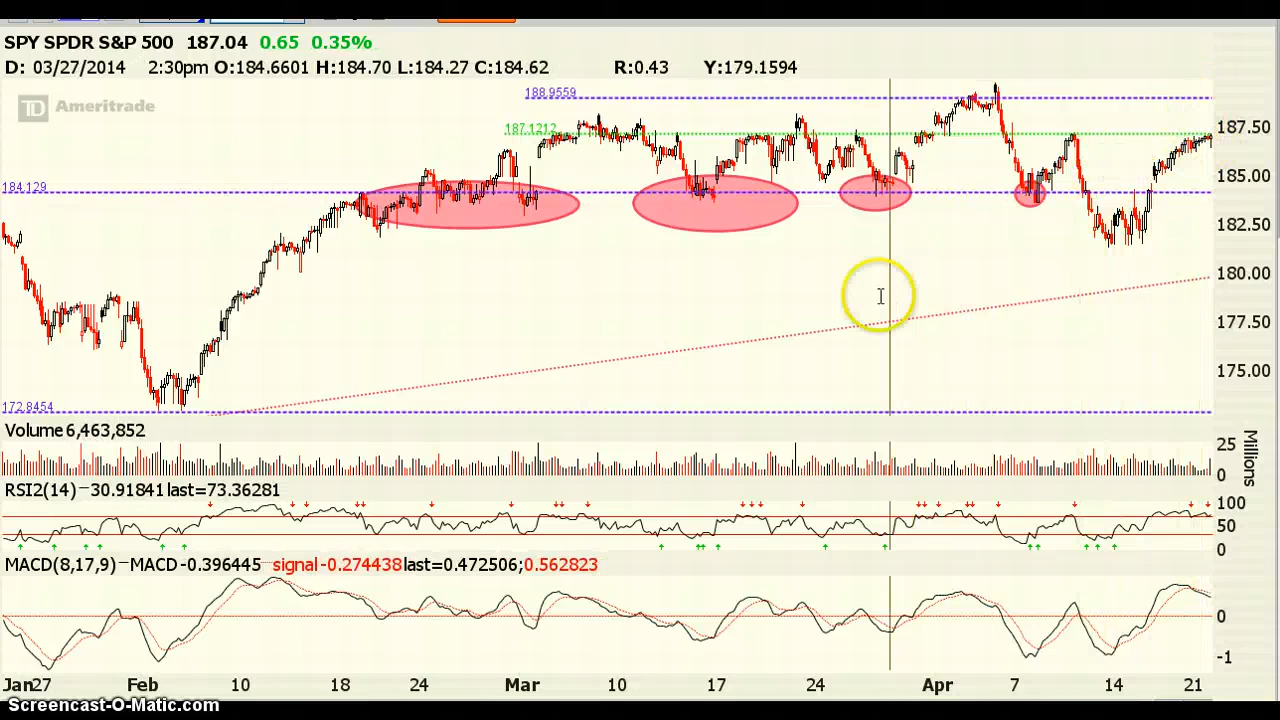 SPY SPDR S&P 500 187.04 0.65 0.35%
D: 03/27/2014 2:30pm O:184.6601 H:184.70 L:184.27 C:184.62 R:0.43 Y:179.1594
188.9559
TD Ameritrade
187.1212
187.50
185.00
184.129
182.50
180.00
177.50
175.00
172.8454
Volume 6,463,852
25
0
Millions
RSI2(14) —30.91841 last=73.36281
100
50
0
MACD(8,17,9) —MACD-0.396445 signal-0.274438 last=0.472506;0.562823
0
-1
Jan 27 Feb 10 18 24 Mar 10 17 24 Apr 7 14 21
Screencast-O-Matic.com